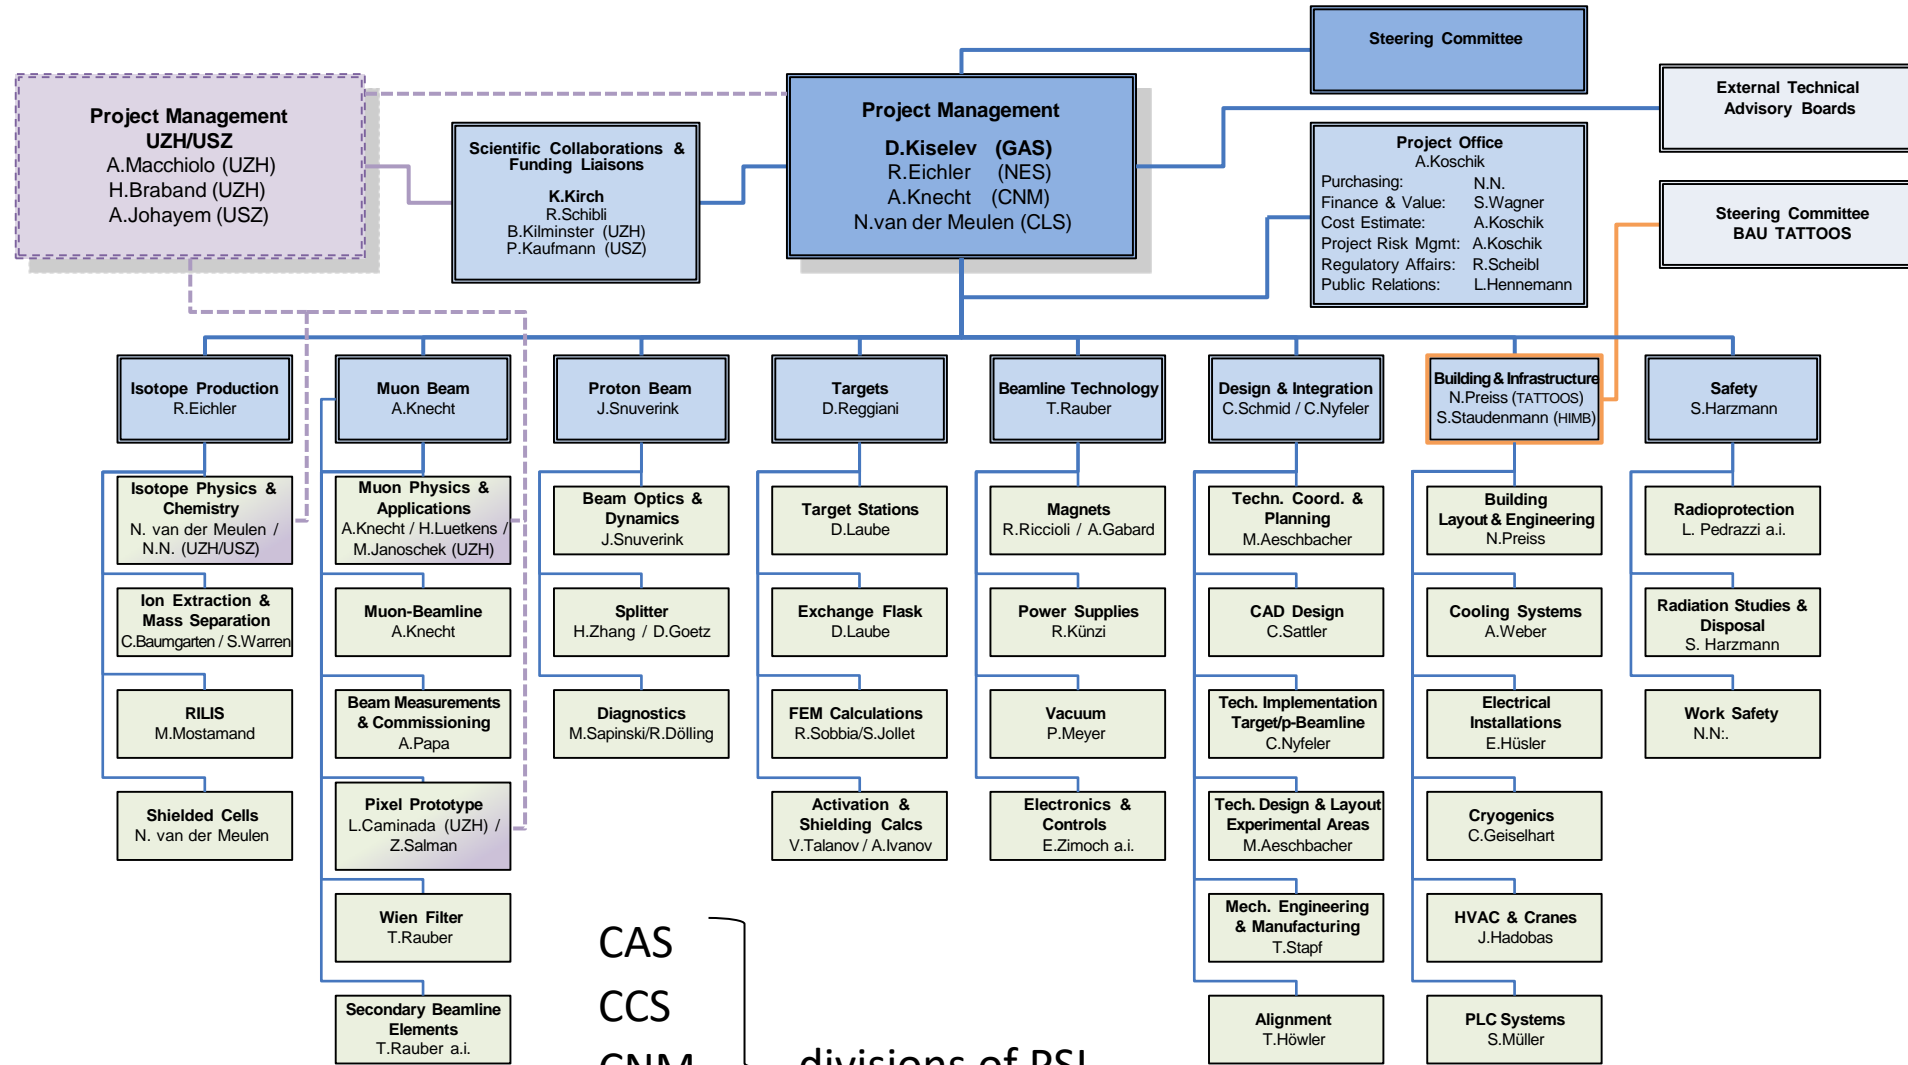 Steering Committee
Project Management
UZH/USZ
A.Macchiolo (UZH)
H.Braband (UZH)
A.Johayem (USZ)
Scientific Collaborations &
Funding Liaisons
K.Kirch
R.Schibli
B.Kilminster (UZH)
P.Kaufmann (USZ)
Project Management
D.Kiselev (GAS)
R.Eichler (NES)
A.Knecht (CNM)
N.van der Meulen (CLS)
External Technical
Advisory Boards
Project Office
A.Koschik
Purchasing: N.N.
Finance & Value: S.Wagner
Cost Estimate: A.Koschik
Project Risk Mgmt: A.Koschik
Regulatory Affairs: R.Scheibl
Public Relations: L.Hennemann
Steering Committee
BAU TATTOOS
Isotope Production
R.Eichler
Muon Beam
A.Knecht
Proton Beam
J.Snuverink
Targets
D.Reggiani
Beamline Technology
T.Rauber
Design & Integration
C.Schmid / C.Nyfeler
Building & Infrastructure
N.Preiss (TATTOOS)
S.Staudenmann (HIMB)
Safety
S.Harzmann
Isotope Physics &
Chemistry
N. van der Meulen /
N.N. (UZH/USZ)
Muon Physics &
Applications
A.Knecht / H.Luetkens /
M.Janoschek (UZH)
Beam Optics &
Dynamics
J.Snuverink
Target Stations
D.Laube
Magnets
R.Riccioli / A.Gabard
Techn. Coord. &
Planning
M.Aeschbacher
Building
Layout & Engineering
N.Preiss
Radioprotection
L. Pedrazzi a.i.
Ion Extraction &
Mass Separation
C.Baumgarten / S.Warren
Muon-Beamline
A.Knecht
Splitter
H.Zhang / D.Goetz
Exchange Flask
D.Laube
Power Supplies
R.Künzi
CAD Design
C.Sattler
Cooling Systems
A.Weber
Radiation Studies &
Disposal
S. Harzmann
RILIS
M.Mostamand
Beam Measurements
& Commissioning
A.Papa
Diagnostics
M.Sapinski/R.Dölling
FEM Calculations
R.Sobbia/S.Jollet
Vacuum
P.Meyer
Tech. Implementation
Target/p-Beamline
C.Nyfeler
Electrical
Installations
E.Hüsler
Work Safety
N.N:.
Shielded Cells
N. van der Meulen
Pixel Prototype
L.Caminada (UZH) /
Z.Salman
Activation &
Shielding Calcs
V.Talanov / A.Ivanov
Electronics &
Controls
E.Zimoch a.i.
Tech. Design & Layout
Experimental Areas
M.Aeschbacher
Cryogenics
C.Geiselhart
Wien Filter
T.Rauber
Mech. Engineering
& Manufacturing
T.Stapf
HVAC & Cranes
J.Hadobas
Secondary Beamline
Elements
T.Rauber a.i.
Alignment
T.Höwler
PLC Systems
S.Müller
CAS
CCS
CNM
divisions of PSI